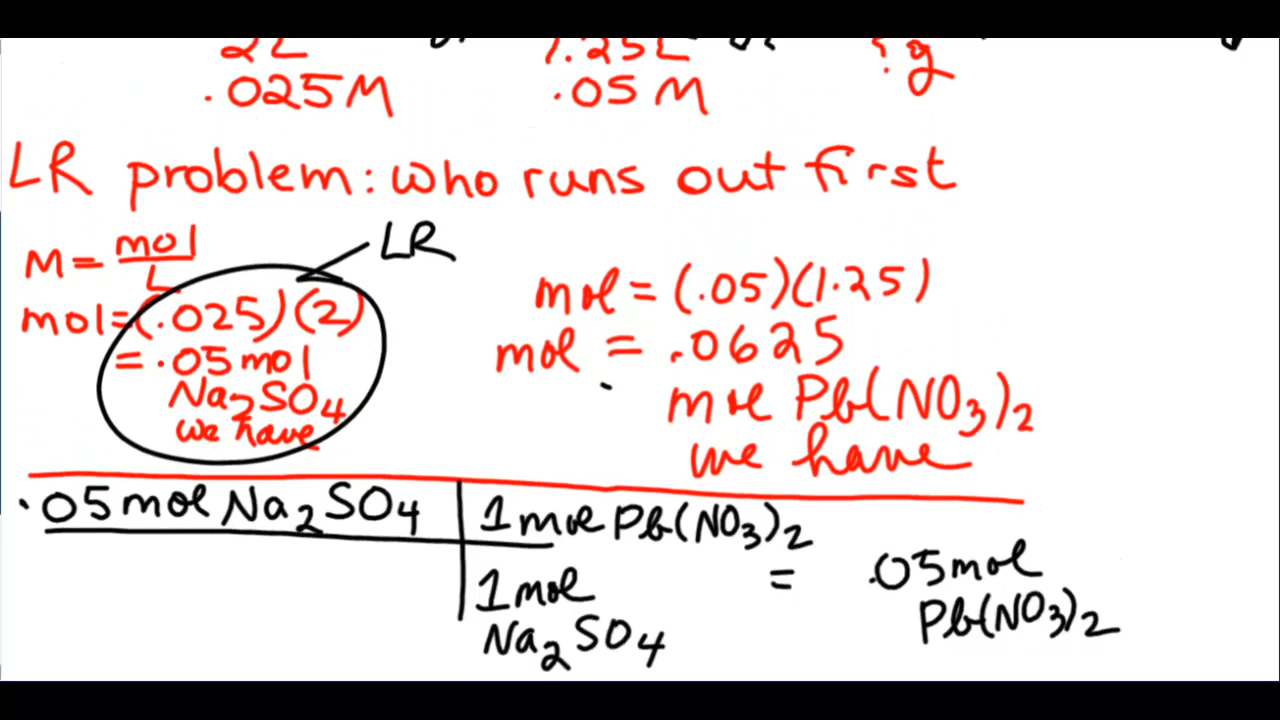 2L 1.25L ? g
.025M .05 M
LR problem: who runs out first
LR
M = mol
L
mol = (.025)(2)
= .05 mol
Na2SO4
we have
mol = (.05)(1.25)
mol = .0625
mol Pb(NO3)2
we have
.05 mol Na2SO4 1 mol Pb(NO3)2
1 mol
Na2SO4
= .05 mol
Pb(NO3)2